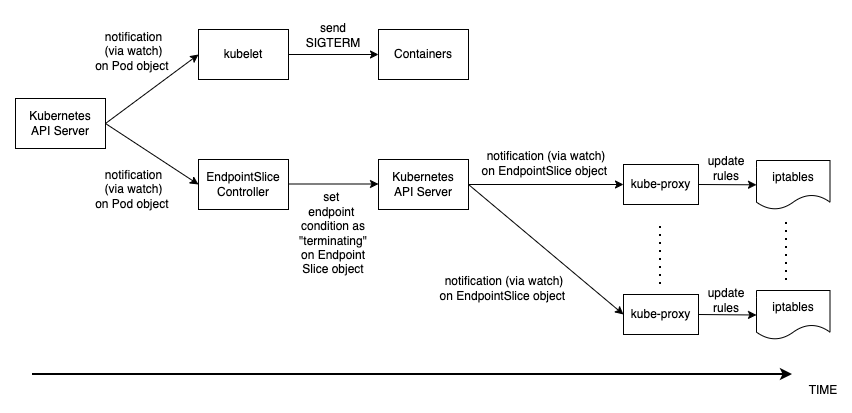 notification
(via watch)
on Pod object
kubelet
send
SIGTERM
Containers
Kubernetes
API Server
notification
(via watch)
on Pod object
EndpointSlice
Controller
set
endpoint
condition as
"terminating"
on Endpoint
Slice object
Kubernetes
API Server
notification (via watch)
on EndpointSlice object
kube-proxy
update
rules
iptables
notification (via watch)
on EndpointSlice object
kube-proxy
update
rules
iptables
TIME